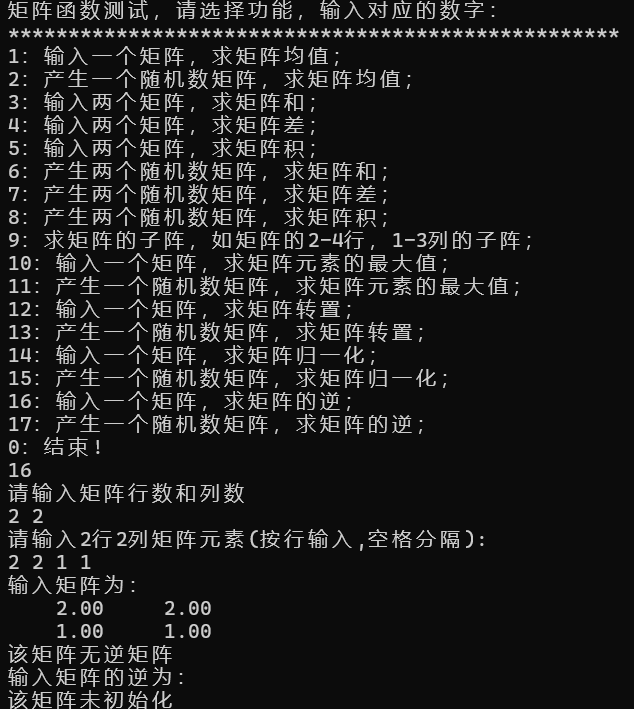 矩阵函数测试，请选择功能，输入对应的数字：
***************************************************
1：输入一个矩阵，求矩阵均值；
2：产生一个随机数矩阵，求矩阵均值；
3：输入两个矩阵，求矩阵和；
4：输入两个矩阵，求矩阵差；
5：输入两个矩阵，求矩阵积；
6：产生两个随机数矩阵，求矩阵和；
7：产生两个随机数矩阵，求矩阵差；
8：产生两个随机数矩阵，求矩阵积；
9：求矩阵的子阵，如矩阵的2-4行，1-3列的子阵；
10：输入一个矩阵，求矩阵元素的最大值；
11：产生一个随机数矩阵，求矩阵元素的最大值；
12：输入一个矩阵，求矩阵转置；
13：产生一个随机数矩阵，求矩阵转置；
14：输入一个矩阵，求矩阵归一化；
15：产生一个随机数矩阵，求矩阵归一化；
16：输入一个矩阵，求矩阵的逆；
17：产生一个随机数矩阵，求矩阵的逆；
0：结束！
16
请输入矩阵行数和列数
2 2
请输入2行2列矩阵元素(按行输入,空格分隔)：
2 2 1 1
输入矩阵为：
2.00 2.00
1.00 1.00
该矩阵无逆矩阵
输入矩阵的逆为：
该矩阵未初始化